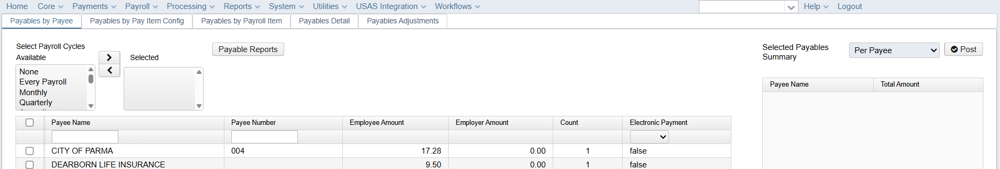 Home Core Payments Payroll Processing Reports System Utilities USAS Integration Workflows Help Logout
Payables by Payee Payables by Pay Item Config Payables by Payroll Item Payables Detail Payables Adjustments
Select Payroll Cycles
Available
Selected
None
Every Payroll
Monthly
Quarterly
Payable Reports
Selected Payables
Summary
Per Payee
Post
Payee Name Total Amount
Payee Name Payee Number Employee Amount Employer Amount Count Electronic Payment
CITY OF PARMA 004 17.28 0.00 1 false
DEARBORN LIFE INSURANCE 9.50 0.00 1 false